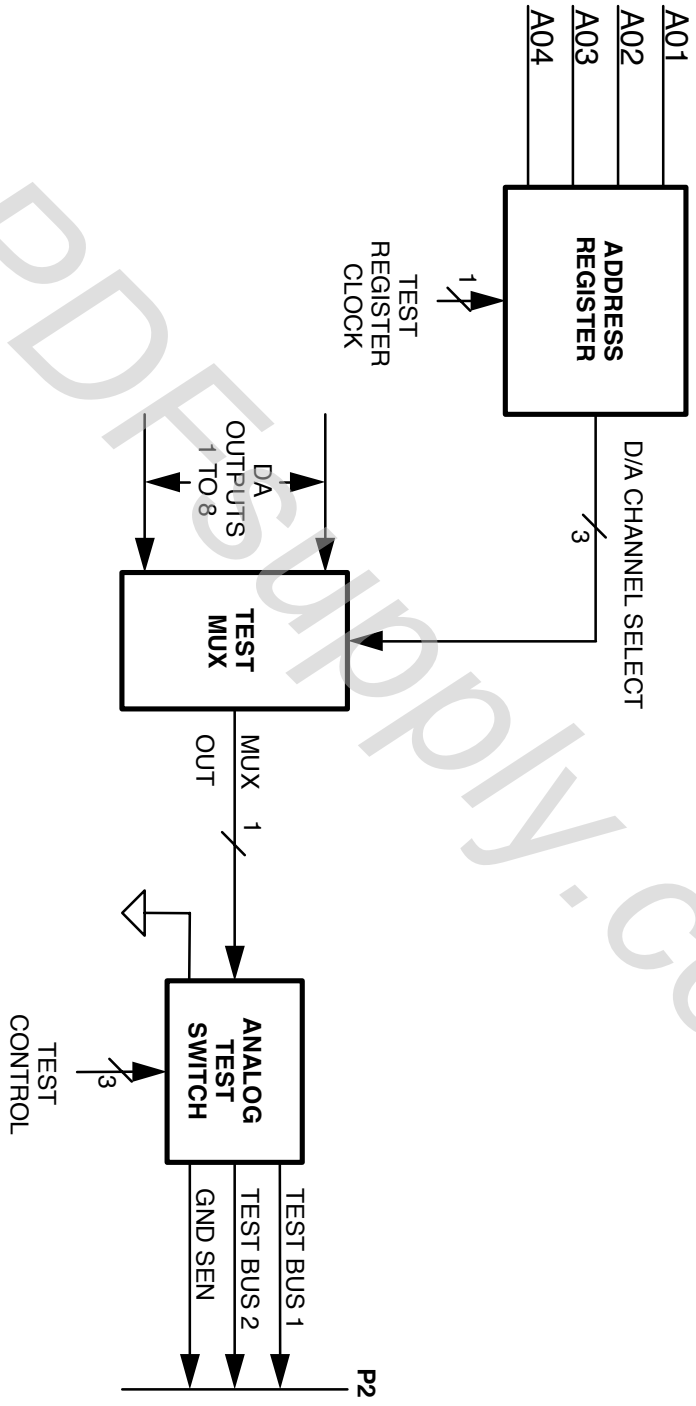 A01
A02
A03
A04
ADDRESS
REGISTER
1
TEST
REGISTER
CLOCK
D/A CHANNEL SELECT
3
DA
OUTPUTS
1 TO 8
TEST
MUX
MUX
OUT
1
ANALOG
TEST
SWITCH
3
TEST
CONTROL
TEST BUS 1
TEST BUS 2
GND SEN
P2
PDFsupply.co